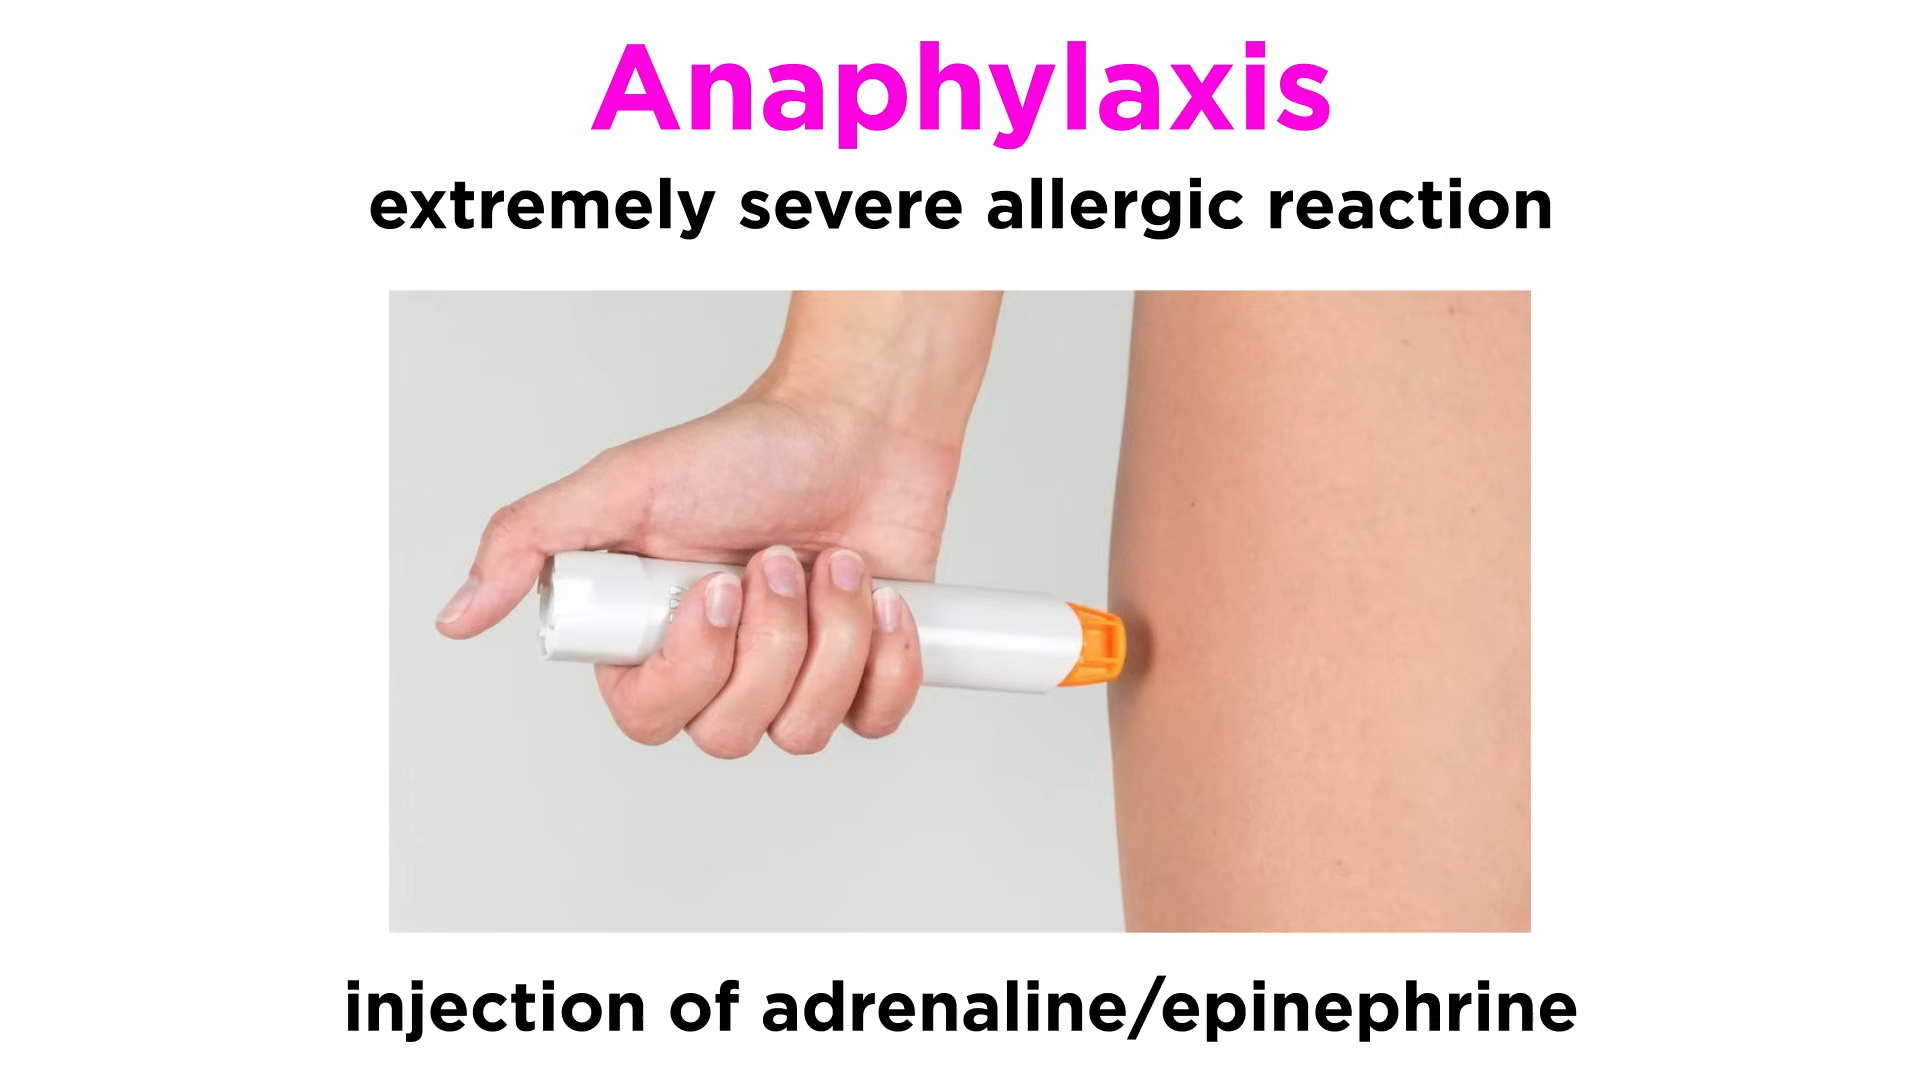 Anaphylaxis
extremely severe allergic reaction
injection of adrenaline/epinephrine